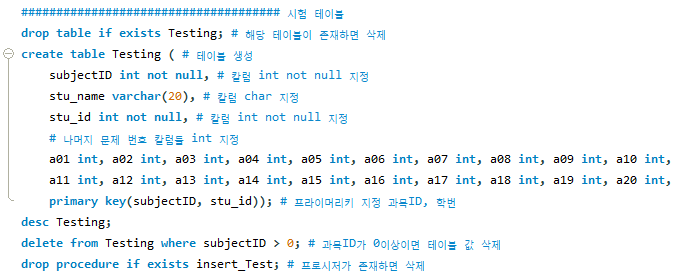 ##################################### 시험 테이블
drop table if exists Testing; # 해당 테이블이 존재하면 삭제
create table Testing ( # 테이블 생성
subjectID int not null, # 칼럼 int not null 지정
stu_name varchar(20), # 칼럼 char 지정
stu_id int not null, # 칼럼 int not null 지정
# 나머지 문제 번호 칼럼들 int 지정
a01 int, a02 int, a03 int, a04 int, a05 int, a06 int, a07 int, a08 int, a09 int, a10 int,
a11 int, a12 int, a13 int, a14 int, a15 int, a16 int, a17 int, a18 int, a19 int, a20 int,
primary key(subjectID, stu_id)); # 프라이머리키 지정 과목ID, 학번
desc Testing;
delete from Testing where subjectID > 0; # 과목ID가 0이상이면 테이블 값 삭제
drop procedure if exists insert_Test; # 프로시저가 존재하면 삭제